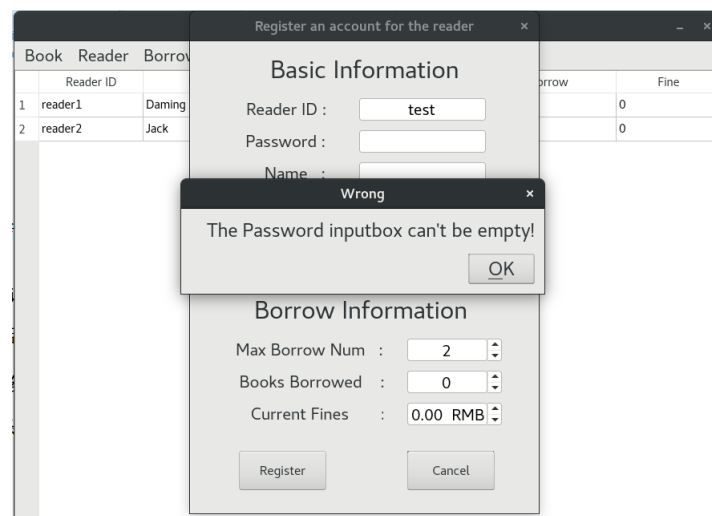 Register an account for the reader
Book Reader Borrow
Basic Information
Reader ID
Fine
1 reader1 Daming 0
2 reader2 Jack 0
Reader ID : test
Password :
Name :
Wrong
The Password inputbox can't be empty!
OK
Borrow Information
Max Borrow Num : 2
Books Borrowed : 0
Current Fines : 0.00 RMB
Register Cancel